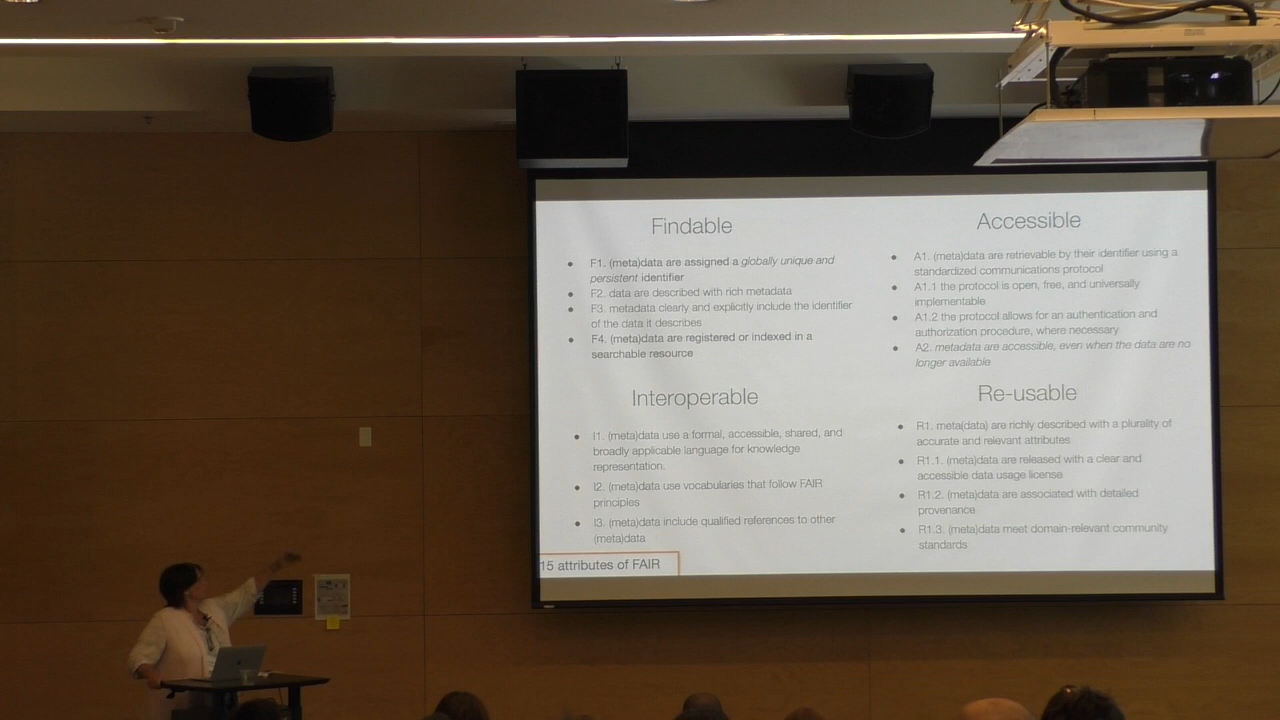 Findable
F1. (meta)data are assigned a globally unique and
persistent identifier
F2. data are described with rich metadata
F3. metadata clearly and explicitly include the identifier
of the data it describes
F4. (meta)data are registered or indexed in a
searchable resource
Accessible
A1. (meta)data are retrievable by their identifier using a
standardized communications protocol
A1.1 the protocol is open, free, and universally
implementable
A1.2 the protocol allows for an authentication and
authorization procedure, where necessary
A2. metadata are accessible, even when the data are no
longer available
Interoperable
I1. (meta)data use a formal, accessible, shared, and
broadly applicable language for knowledge
representation.
I2. (meta)data use vocabularies that follow FAIR
principles
I3. (meta)data include qualified references to other
(meta)data
Re-usable
R1. meta(data) are richly described with a plurality of
accurate and relevant attributes
R1.1. (meta)data are released with a clear and
accessible data usage license
R1.2. (meta)data are associated with detailed
provenance
R1.3. (meta)data meet domain-relevant community
standards
15 attributes of FAIR